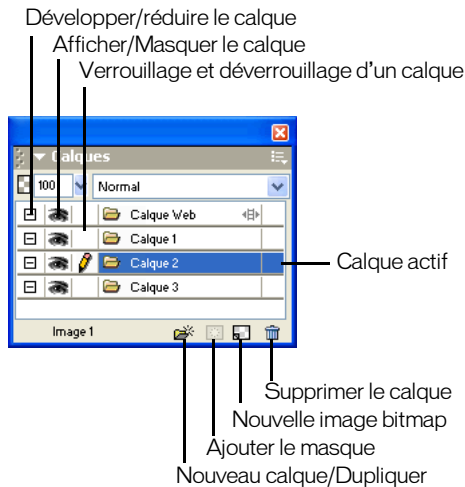 Développer/réduire le calque
Afficher/Masquer le calque
Verrouillage et déverrouillage d'un calque
Calques
100 Normal
Calque Web
Calque 1
Calque 2
Calque actif
Calque 3
Image 1
Supprimer le calque
Nouvelle image bitmap
Ajouter le masque
Nouveau calque/Dupliquer